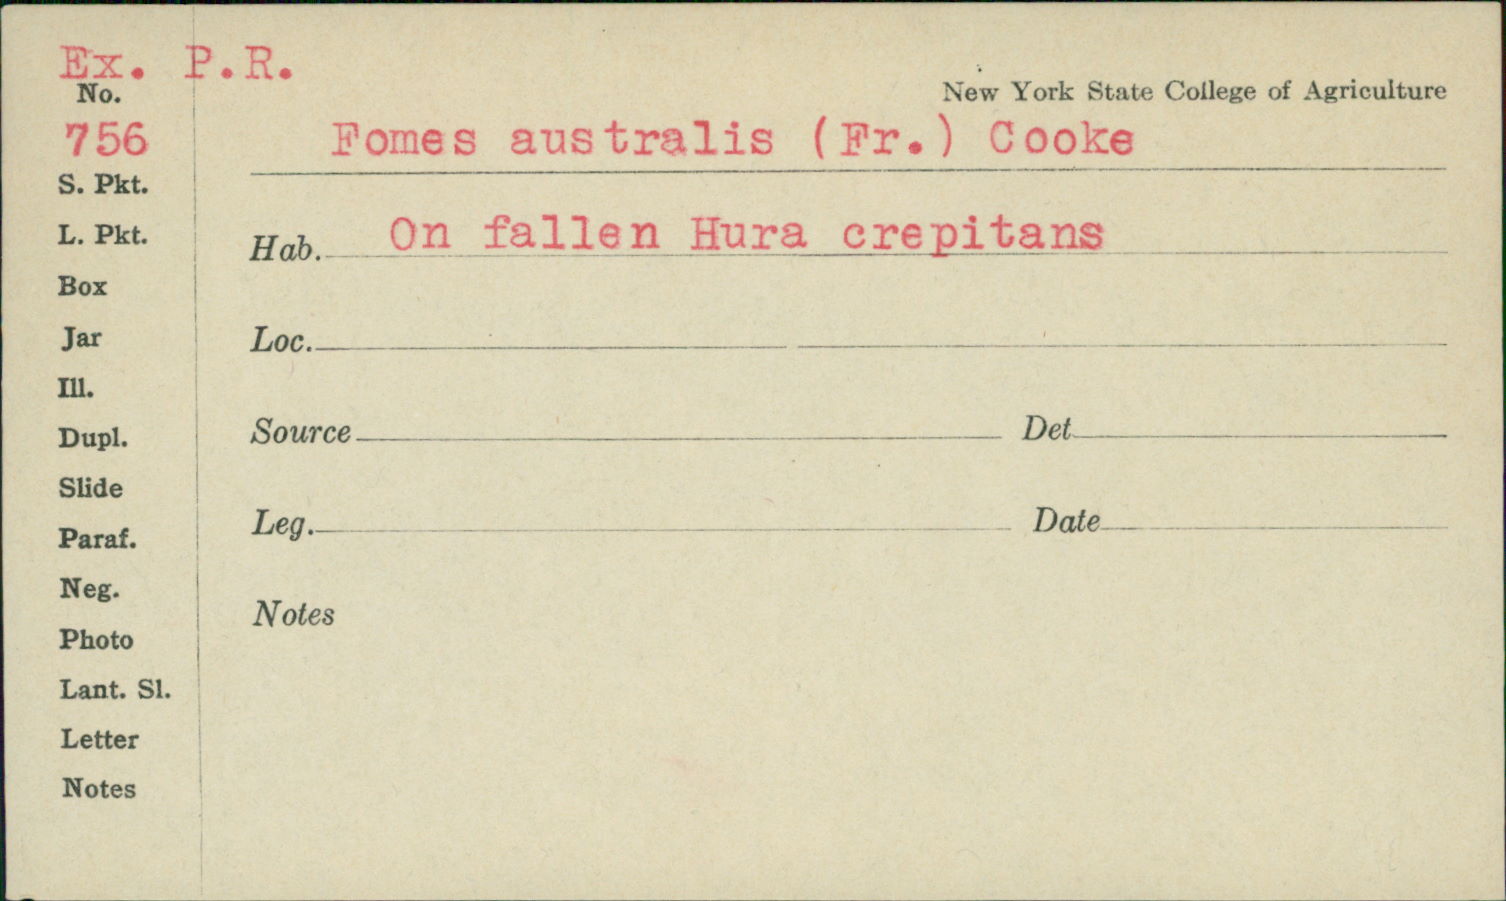 Ex. P.R.
No.
New York State College of Agriculture
756
Fomes australis (Fr.) Cooke
S. Pkt.
L. Pkt.
Hab. On fallen Hura crepitans
Box
Jar
Loc.
Ill.
Dupl.
Source Det.
Slide
Leg. Date
Paraf.
Neg.
Notes
Photo
Lant. Sl.
Letter
Notes